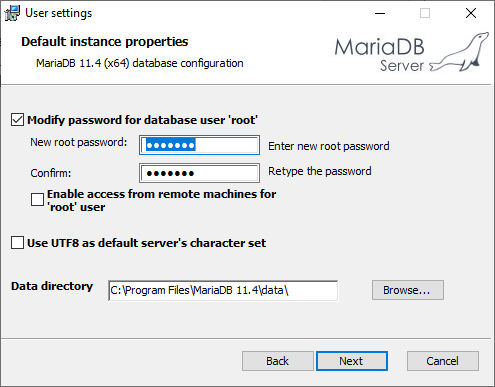 User settings
Default instance properties
MariaDB 11.4 (x64) database configuration
MariaDB
Server
Modify password for database user 'root'
New root password:
●●●●●●●
Enter new root password
Confirm:
●●●●●●●
Retype the password
Enable access from remote machines for
'root' user
Use UTF8 as default server's character set
Data directory
C:\Program Files\MariaDB 11.4\data\
Browse...
Back
Next
Cancel